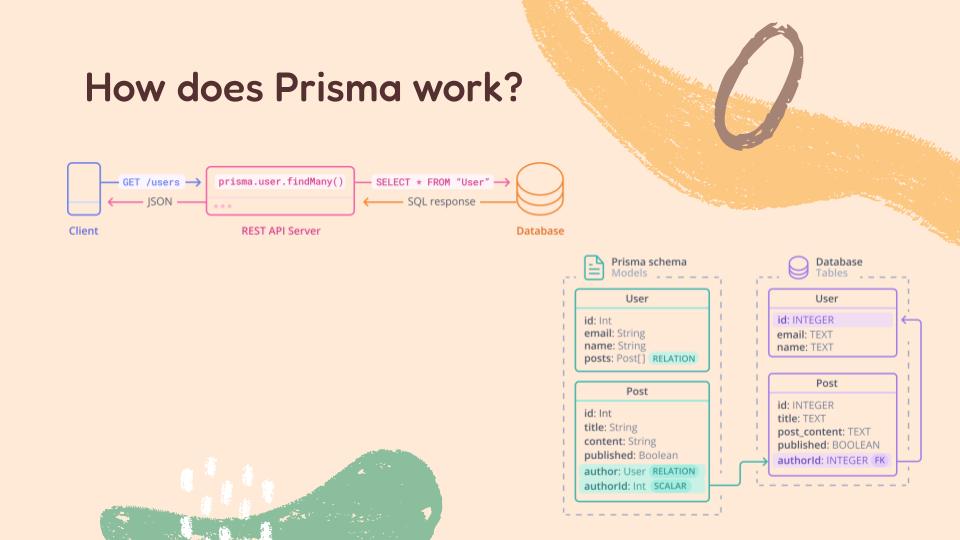 How does Prisma work?
GET /users
prisma.user.findMany()
SELECT * FROM "User"
JSON
SQL response
Client
REST API Server
Database
Prisma schema
Models
User
id: Int
email: String
name: String
posts: Post[] RELATION
Post
id: Int
title: String
content: String
published: Boolean
author: User RELATION
authorId: Int SCALAR
Database
Tables
User
id: INTEGER
email: TEXT
name: TEXT
Post
id: INTEGER
title: TEXT
post_content: TEXT
published: BOOLEAN
authorId: INTEGER FK